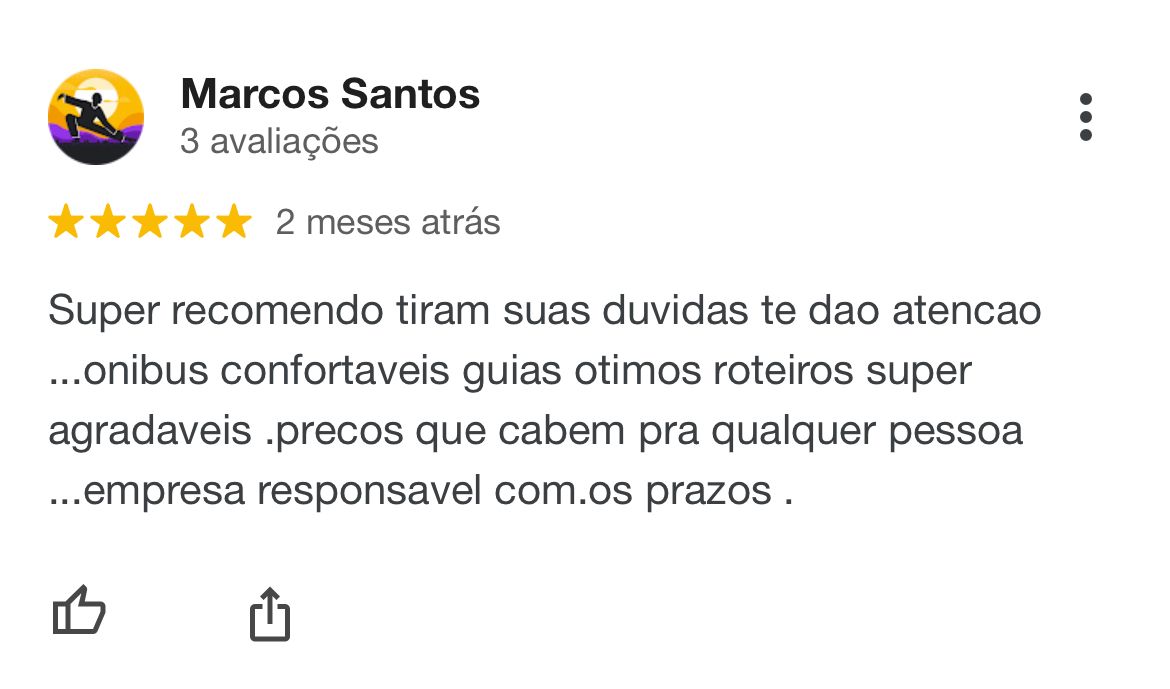 Marcos Santos
3 avaliações
2 meses atrás
Super recomendo tiram suas duvidas te dao atencao
...onibus confortaveis guias otimos roteiros super
agradaveis .precos que cabem pra qualquer pessoa
...empresa responsavel com.os prazos .